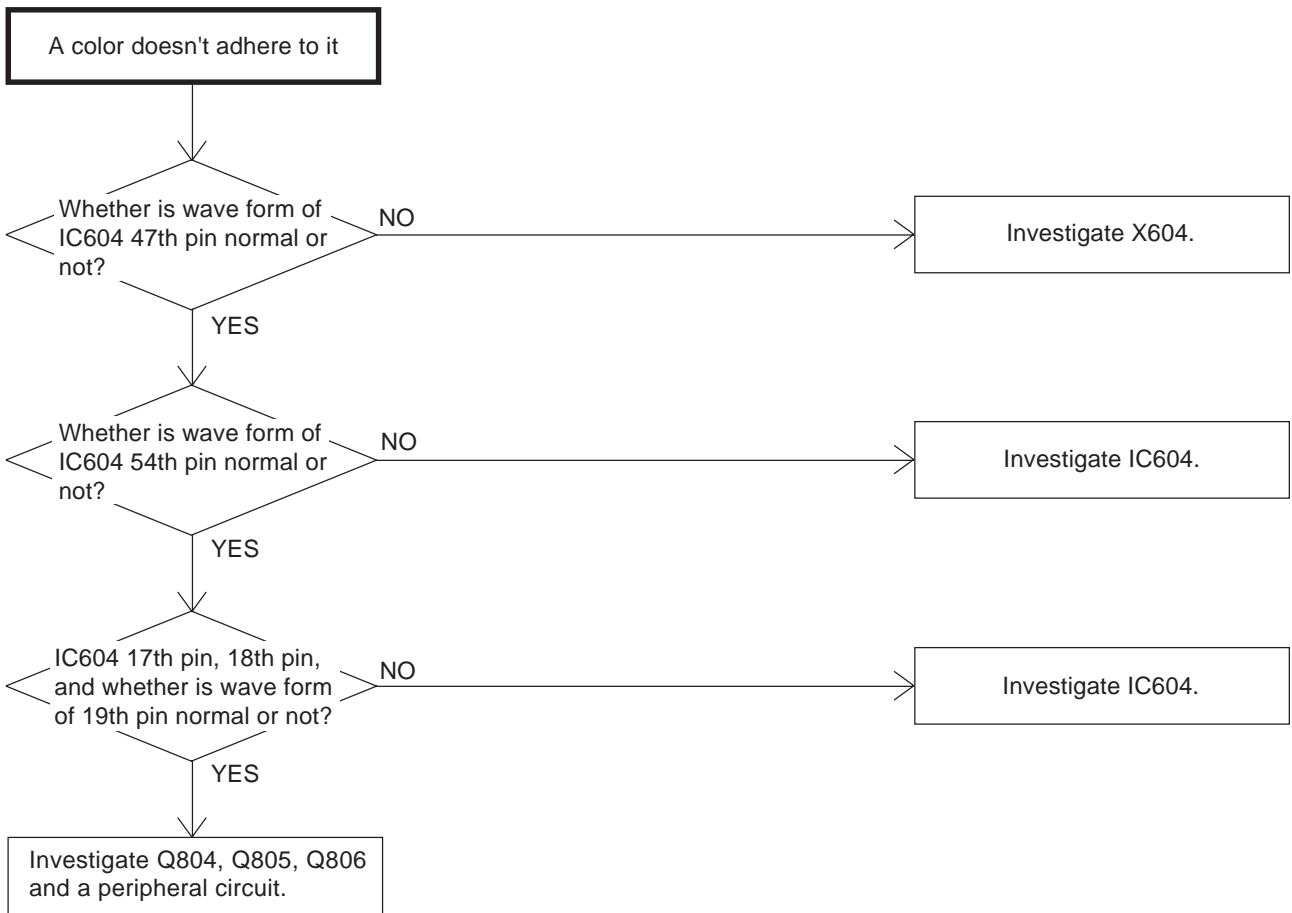 A color doesn't adhere to it
Whether is wave form of
IC604 47th pin normal or
not?
NO
Investigate X604.
YES
Whether is wave form of
IC604 54th pin normal or
not?
NO
Investigate IC604.
YES
IC604 17th pin, 18th pin,
and whether is wave form
of 19th pin normal or not?
NO
Investigate IC604.
YES
Investigate Q804, Q805, Q806
and a peripheral circuit.